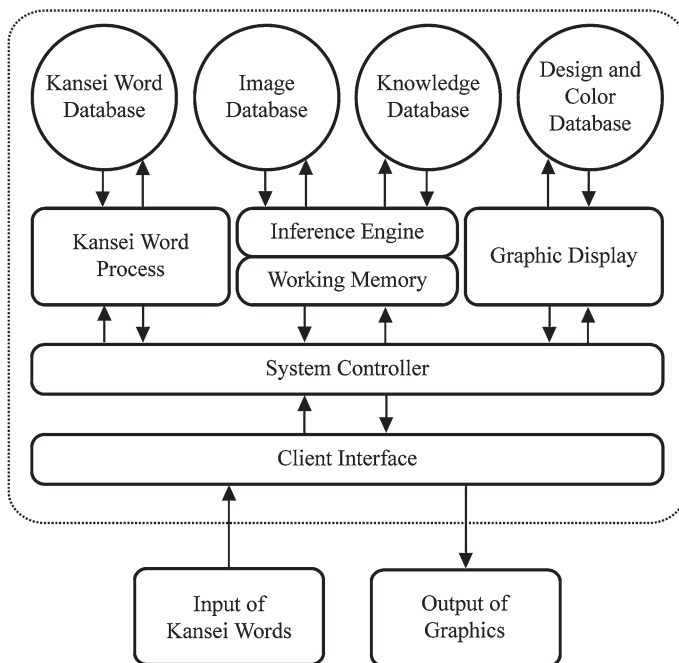 Kansei Word
Database
Image
Database
Knowledge
Database
Design and
Color
Database
Kansei Word
Process
Inference Engine
Working Memory
Graphic Display
System Controller
Client Interface
Input of
Kansei Words
Output of
Graphics